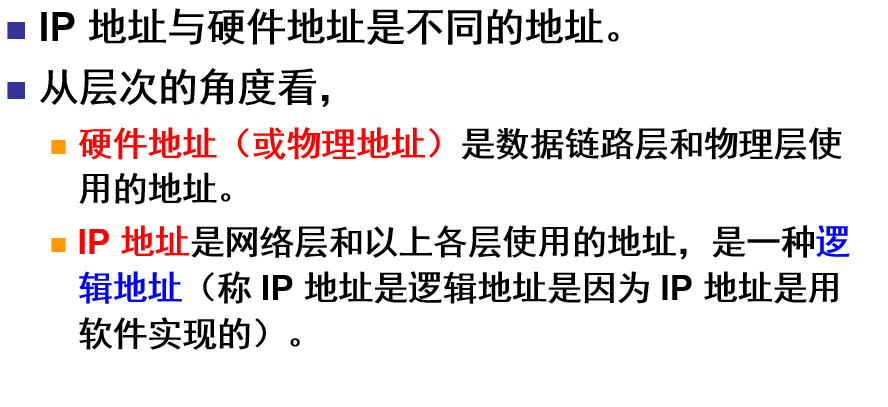 IP 地址与硬件地址是不同的地址。
从层次的角度看,
硬件地址（或物理地址）是数据链路层和物理层使
用的地址。
IP 地址是网络层和以上各层使用的地址，是一种逻
辑地址（称 IP 地址是逻辑地址是因为 IP 地址是用
软件实现的）。